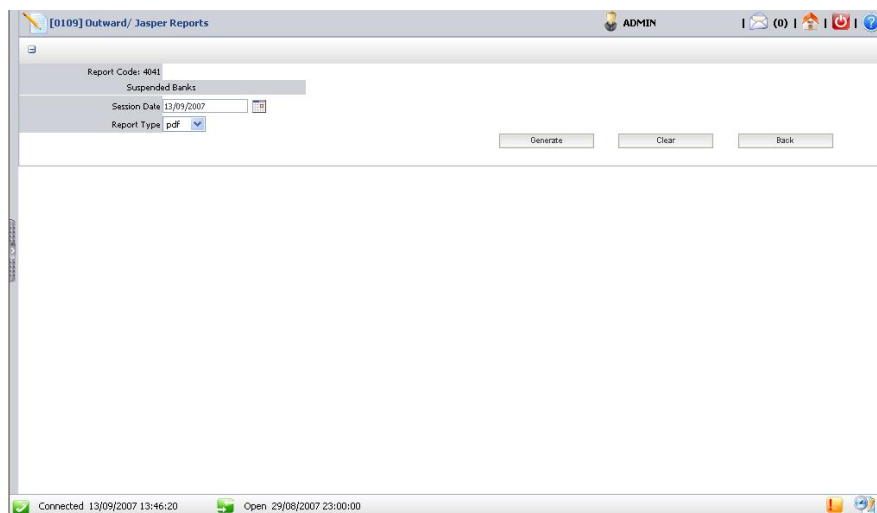 [0109] Outward/ Jasper Reports ADMIN | (0) | | |
Report Code: 4041
Suspended Banks
Session Date 13/09/2007
Report Type pdf
Generate Clear Back
Connected 13/09/2007 13:46:20 Open 29/08/2007 23:00:00